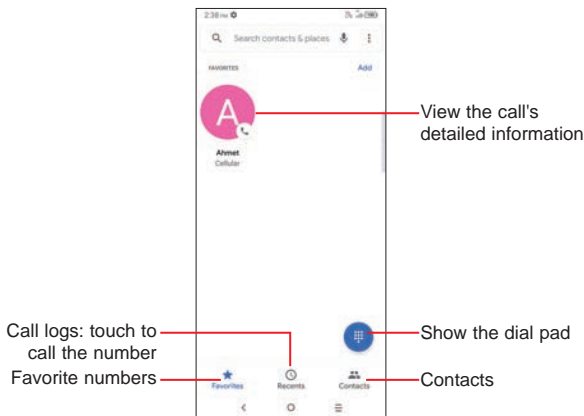 2:38 PM
Search contacts & places
FAVORITES
Add
A
View the call's
detailed information
Ahmet
Cellular
Call logs: touch to
call the number
Show the dial pad
Favorite numbers
Contacts
Favorites
Recents
Contacts